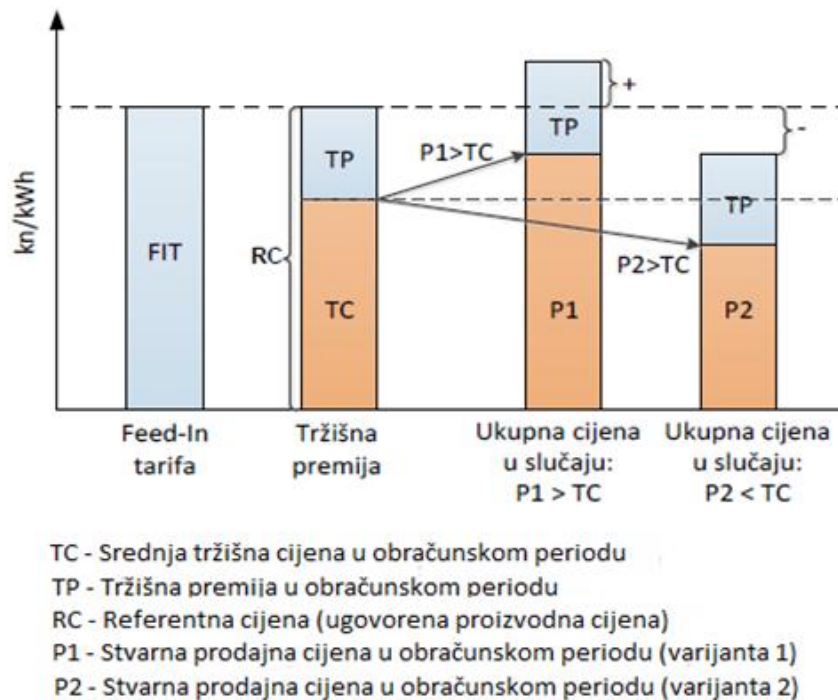 kn/kWh
FIT
RC
TP
TC
P1>TC
P2>TC
TP
P1
+
TP
P2
-
Feed-In
tarifa
Tržišna
premija
Ukupna cijena
u slučaju:
P1 > TC
Ukupna cijena
u slučaju:
P2 < TC
TC - Srednja tržišna cijena u obračunskom periodu
TP - Tržišna premija u obračunskom periodu
RC - Referentna cijena (ugovorena proizvodna cijena)
P1 - Stvarna prodajna cijena u obračunskom periodu (varijanta 1)
P2 - Stvarna prodajna cijena u obračunskom periodu (varijanta 2)